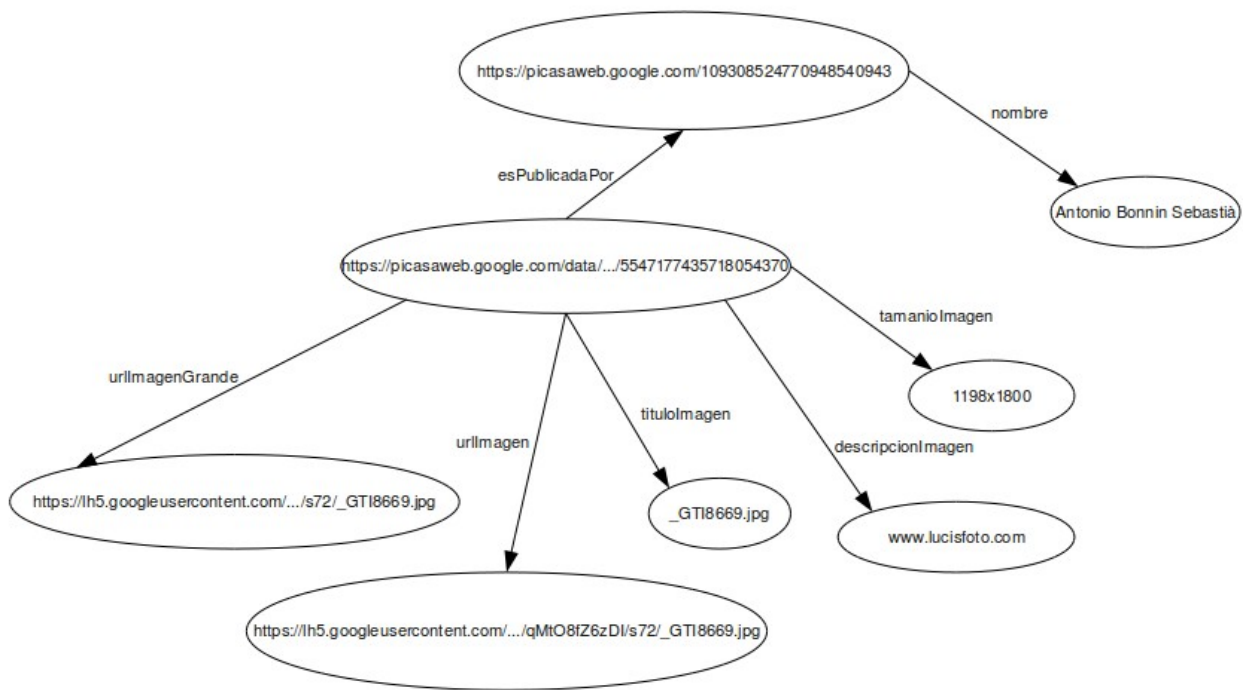 https://picasaweb.google.com/109308524770948540943
nombre
esPublicadaPor
Antonio Bonnin Sebastià
https://picasaweb.google.com/data/.../5547177435718054370
tamanioImagen
urlImagenGrande
1198x1800
tituloImagen
urlImagen
descripcionImagen
https://lh5.googleusercontent.com/.../s72/_GTI8669.jpg
_GTI8669.jpg
www.lucisfoto.com
https://lh5.googleusercontent.com/.../qMtO8fZ6zDI/s72/_GTI8669.jpg